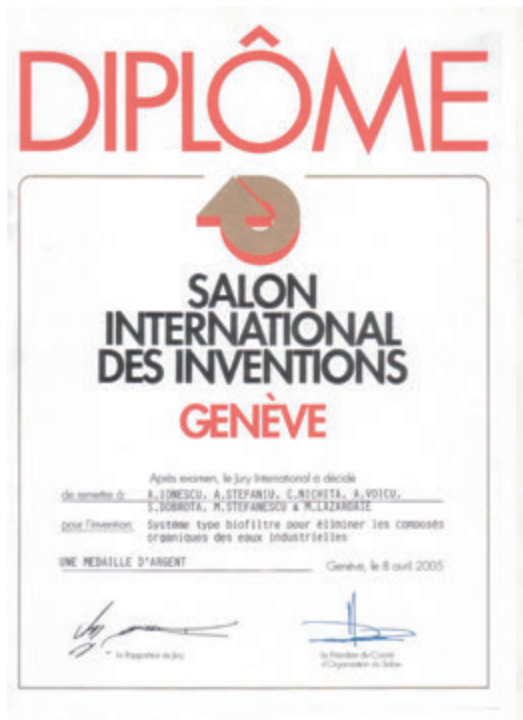 DIPLÔME
SALON
INTERNATIONAL
DES INVENTIONS
GENÈVE
Après examen, le Jury International a décidé
de remettre à: A.IONESCU, A.STEFANIU, C.NICHITA, A.VOICU,
S.DOBROTA, M.STEFANESCU & M.LAZAROAIE
pour l'invention: Système type biofiltre pour éliminer les composés
organiques des eaux industrielles
UNE MEDAILLE D'ARGENT Genève, le 8 avril 2005
le Rapporteur du Jury
le Président du Comité
d'Organisation du Salon